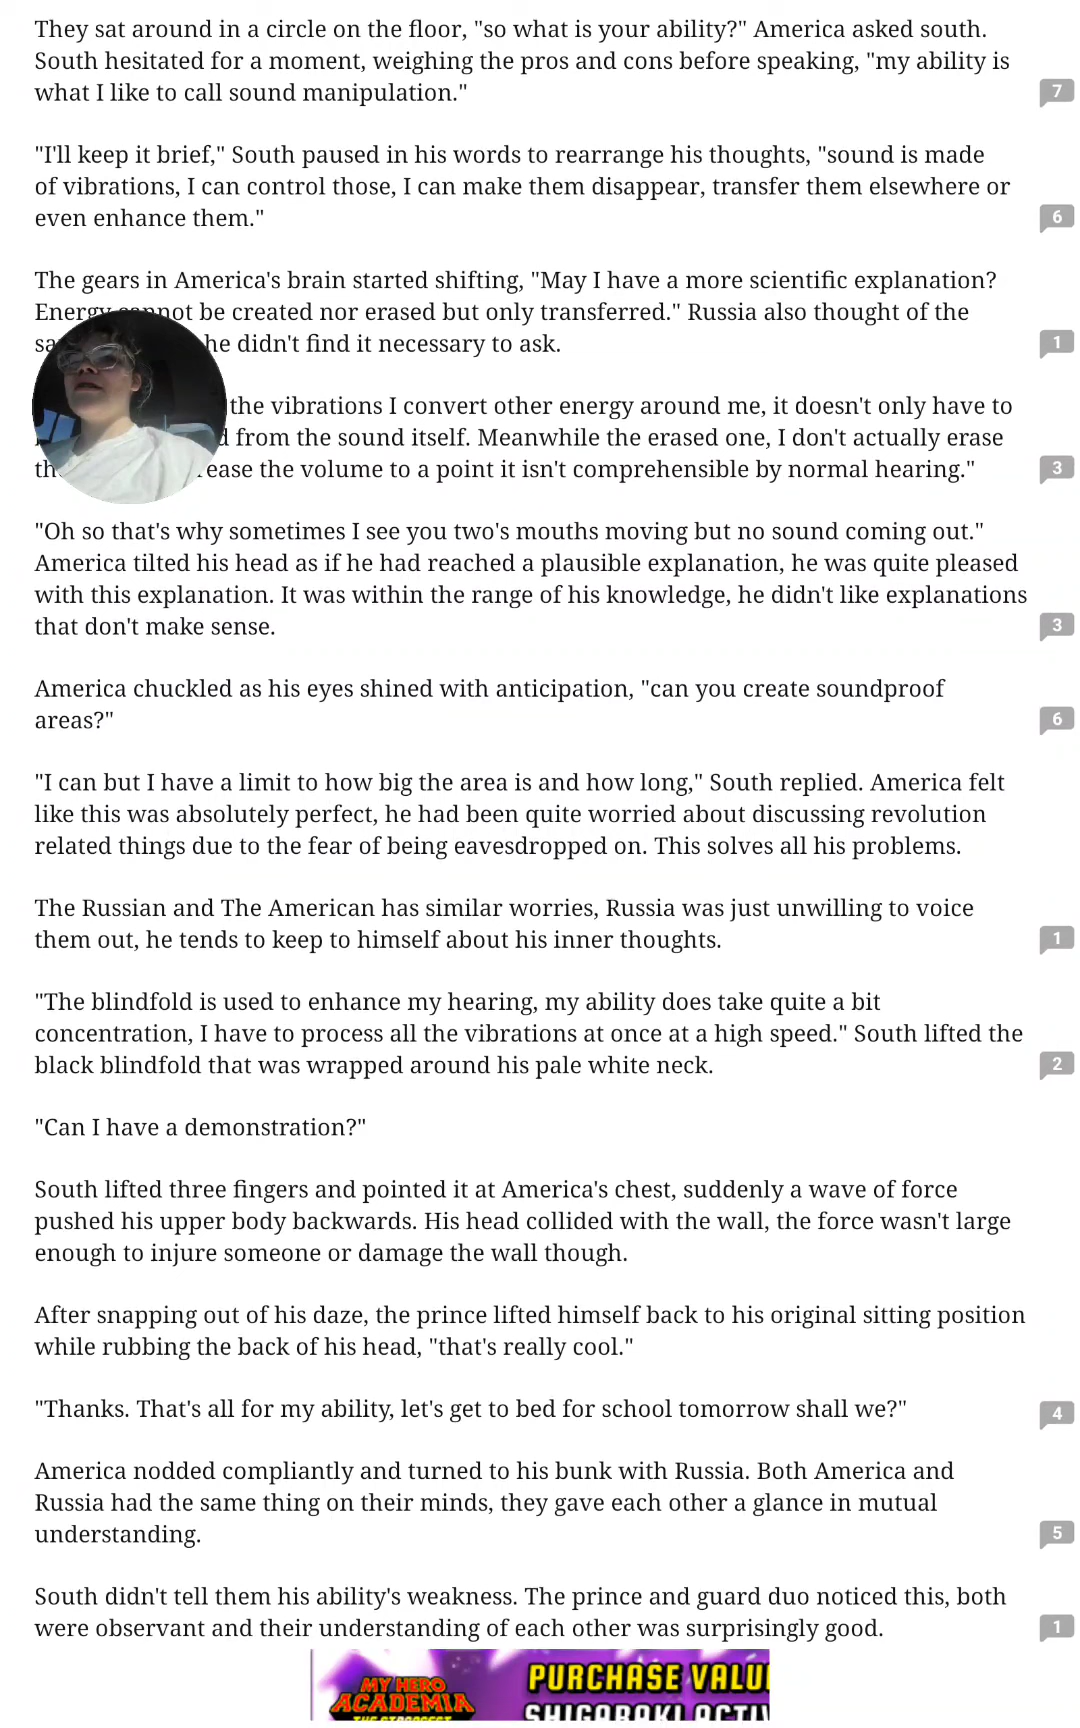 They sat around in a circle on the floor, "so what is your ability?" America asked south.
South hesitated for a moment, weighing the pros and cons before speaking, "my ability is
what I like to call sound manipulation."
7
"I'll keep it brief," South paused in his words to rearrange his thoughts, "sound is made
of vibrations, I can control those, I can make them disappear, transfer them elsewhere or
even enhance them."
6
The gears in America's brain started shifting, "May I have a more scientific explanation?
Energy cannot be created nor erased but only transferred." Russia also thought of the
he didn't find it necessary to ask.
1
the vibrations I convert other energy around me, it doesn't only have to
from the sound itself. Meanwhile the erased one, I don't actually erase
the volume to a point it isn't comprehensible by normal hearing."
3
"Oh so that's why sometimes I see you two's mouths moving but no sound coming out."
America tilted his head as if he had reached a plausible explanation, he was quite pleased
with this explanation. It was within the range of his knowledge, he didn't like explanations
that don't make sense.
3
America chuckled as his eyes shined with anticipation, "can you create soundproof
areas?"
6
"I can but I have a limit to how big the area is and how long," South replied. America felt
like this was absolutely perfect, he had been quite worried about discussing revolution
related things due to the fear of being eavesdropped on. This solves all his problems.
The Russian and The American has similar worries, Russia was just unwilling to voice
them out, he tends to keep to himself about his inner thoughts.
1
"The blindfold is used to enhance my hearing, my ability does take quite a bit
concentration, I have to process all the vibrations at once at a high speed." South lifted the
black blindfold that was wrapped around his pale white neck.
2
"Can I have a demonstration?"
South lifted three fingers and pointed it at America's chest, suddenly a wave of force
pushed his upper body backwards. His head collided with the wall, the force wasn't large
enough to injure someone or damage the wall though.
After snapping out of his daze, the prince lifted himself back to his original sitting position
while rubbing the back of his head, "that's really cool."
"Thanks. That's all for my ability, let's get to bed for school tomorrow shall we?"
4
America nodded compliantly and turned to his bunk with Russia. Both America and
Russia had the same thing on their minds, they gave each other a glance in mutual
understanding.
5
South didn't tell them his ability's weakness. The prince and guard duo noticed this, both
were observant and their understanding of each other was surprisingly good.
1
MY HERO
ACADEMIA
THE STRONGEST
PURCHASE VALU
SHIGARAKI ACTIV